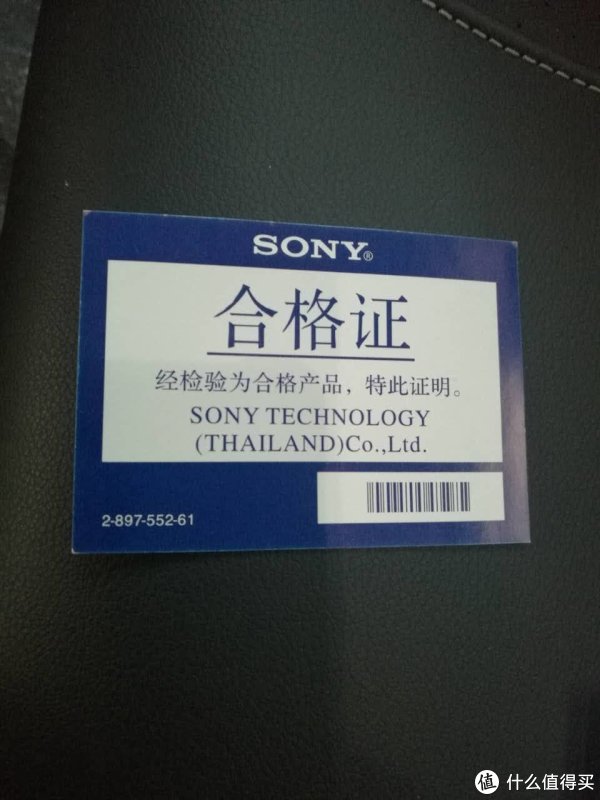 SONY®
合格证
经检验为合格产品，特此证明。
SONY TECHNOLOGY
(THAILAND)Co.,Ltd.
2-897-552-61
值 什么值得买